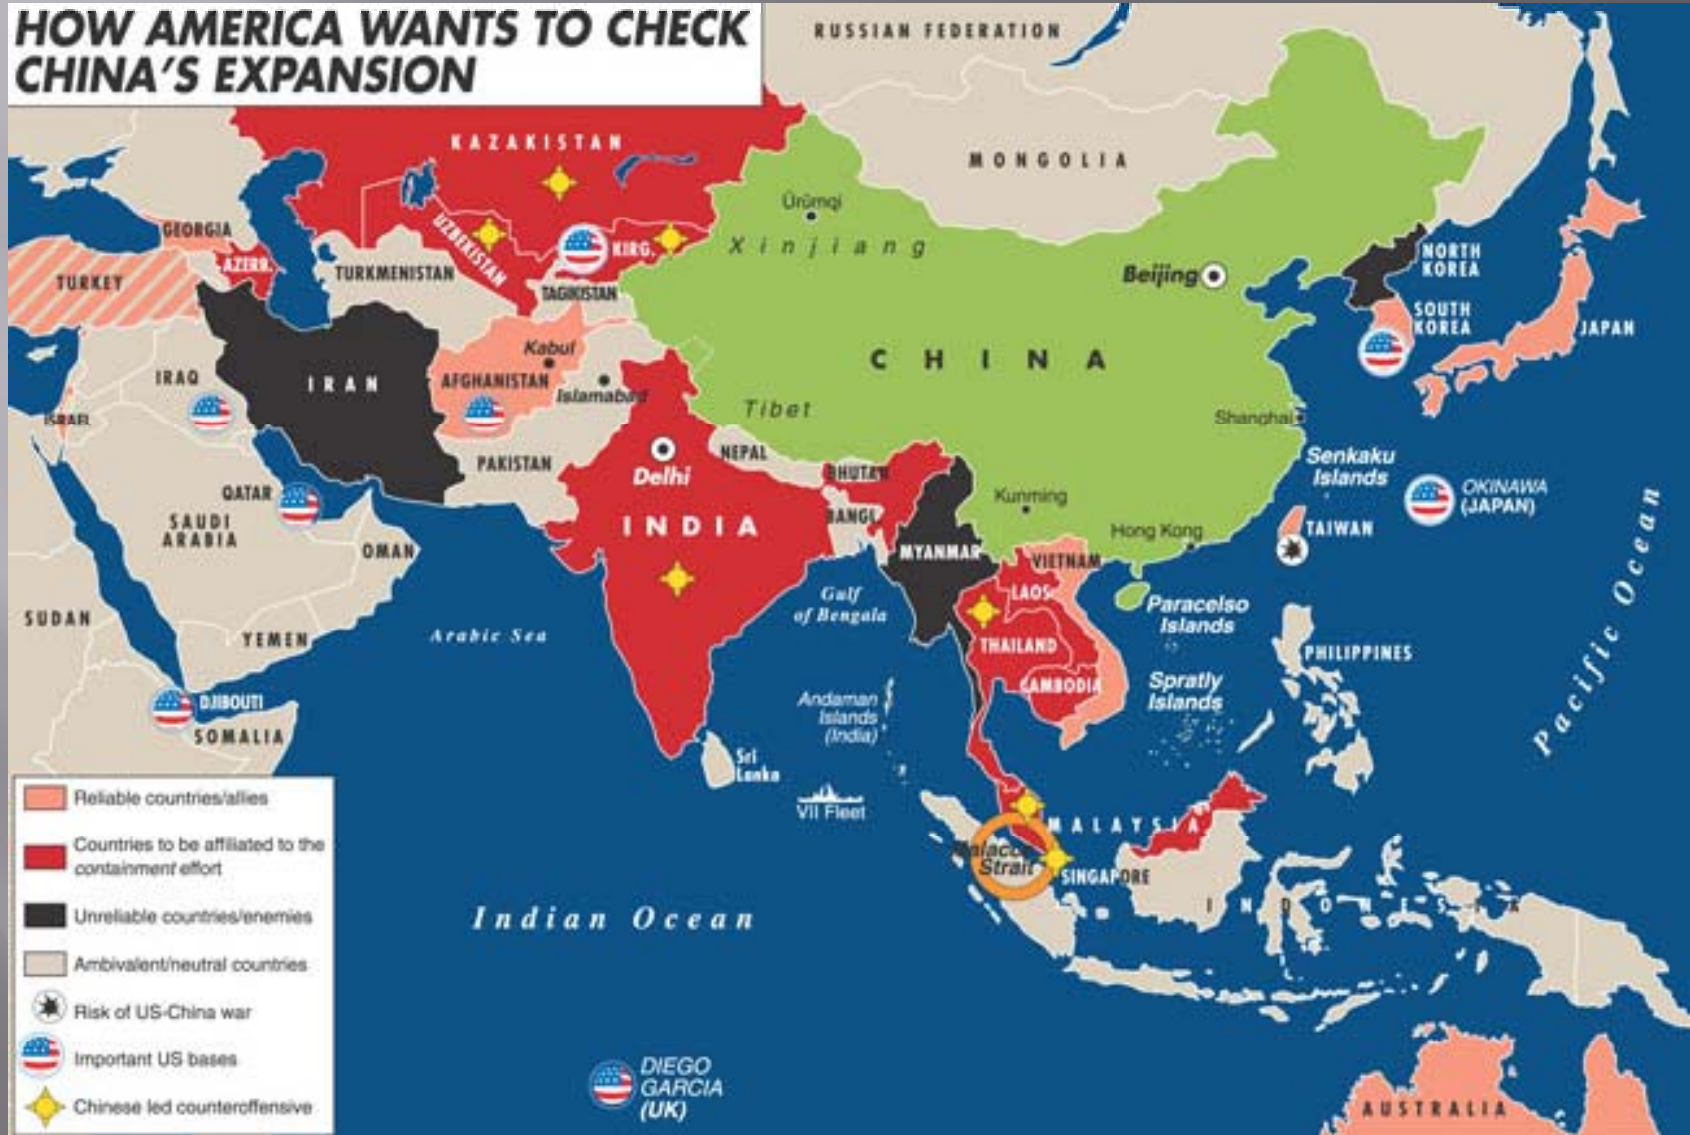 HOW AMERICA WANTS TO CHECK
CHINA'S EXPANSION
RUSSIAN FEDERATION
KAZAKISTAN
MONGOLIA
Ürümqi
Xinjiang
GEORGIA
AZERB.
UZBEKISTAN
KIRG.
TURKEY
TURKMENISTAN
TAGIKISTAN
Beijing
NORTH
KOREA
SOUTH
KOREA
JAPAN
Kabul
CHINA
IRAQ
IRAN
AFGHANISTAN
Islamabad
Tibet
ISRAEL
Shanghai
PAKISTAN
Delhi
NEPAL
BHUTAN
Senkaku
Islands
OKINAWA
(JAPAN)
QATAR
SAUDI
ARABIA
INDIA
BANGL.
Kunming
Hong Kong
TAIWAN
OMAN
MYANMAR
VIETNAM
LAOS
SUDAN
YEMEN
Arabic Sea
Gulf
of Bengala
Paracelso
Islands
THAILAND
CAMBODIA
PHILIPPINES
Pacific Ocean
DJIBOUTI
SOMALIA
Andaman
Islands
(India)
Spratly
Islands
Sri
Lanka
VII Fleet
MALAYSIA
Malacca
Strait
SINGAPORE
INDONESIA
Indian Ocean
DIEGO
GARCIA
(UK)
AUSTRALIA
Reliable countries/allies
Countries to be affiliated to the
containment effort
Unreliable countries/enemies
Ambivalent/neutral countries
Risk of US-China war
Important US bases
Chinese led counteroffensive